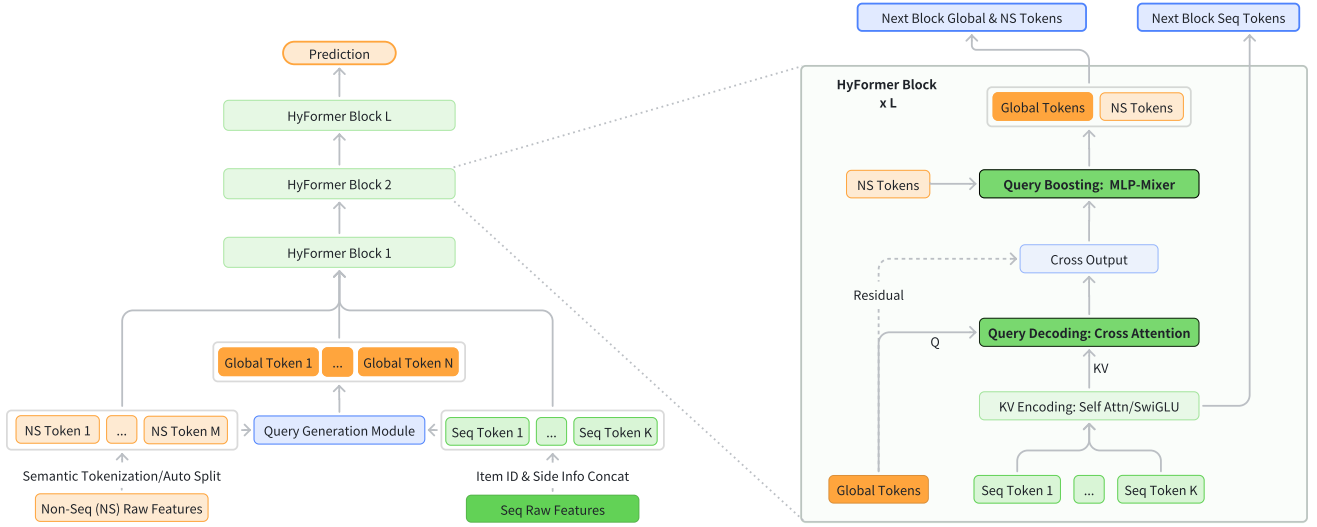 Prediction
HyFormer Block L
HyFormer Block 2
HyFormer Block 1
Global Token 1 ... Global Token N
NS Token 1 ... NS Token M
Query Generation Module
Seq Token 1 ... Seq Token K
Semantic Tokenization/Auto Split
Item ID & Side Info Concat
Non-Seq (NS) Raw Features
Seq Raw Features
Next Block Global & NS Tokens
Next Block Seq Tokens
HyFormer Block
x L
Global Tokens
NS Tokens
NS Tokens
Query Boosting: MLP-Mixer
Cross Output
Residual
Query Decoding: Cross Attention
Q
KV
KV Encoding: Self Attn/SwiGLU
Global Tokens
Seq Token 1 ... Seq Token K